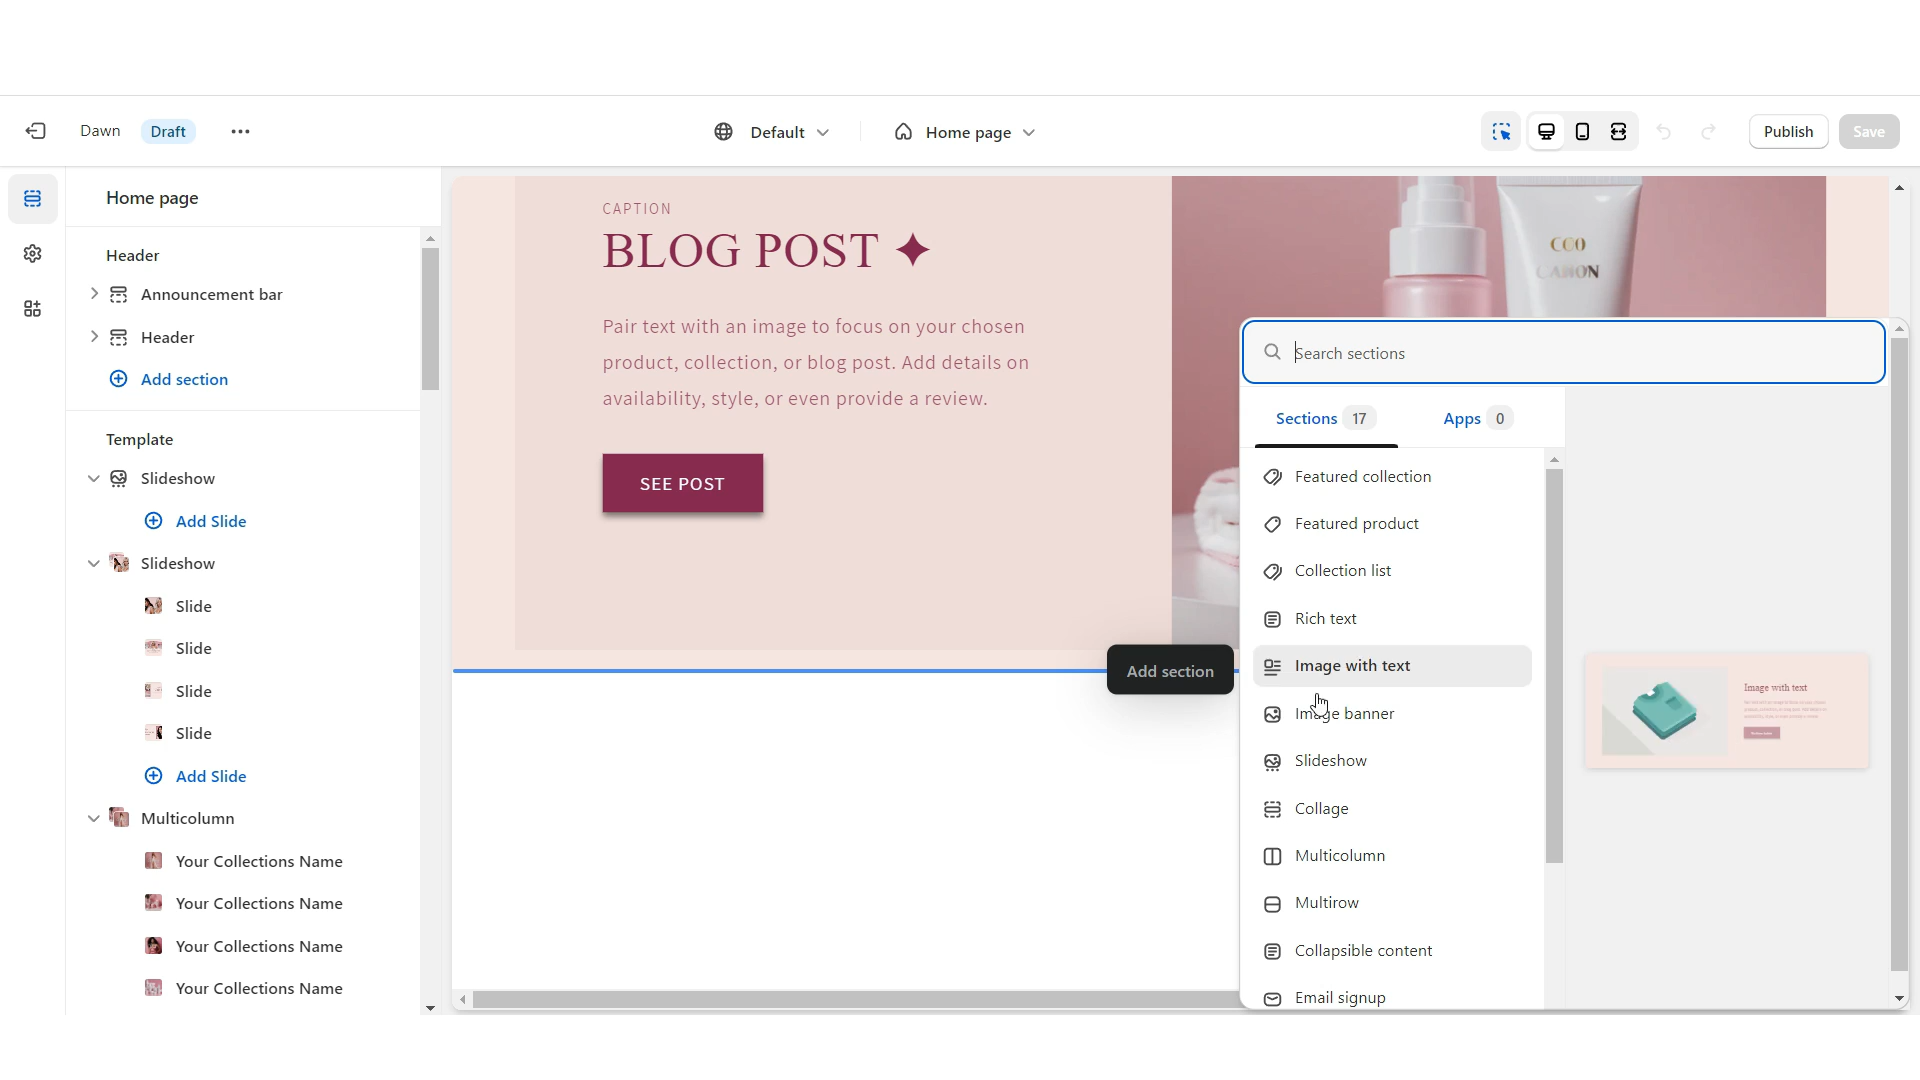 Dawn
Draft
Default
Home page
Publish
Save
Home page
Header
Announcement bar
Header
Add section
Template
Slideshow
Add Slide
Slideshow
Slide
Slide
Slide
Slide
Add Slide
Multicolumn
Your Collections Name
Your Collections Name
Your Collections Name
Your Collections Name
CAPTION
BLOG POST ✦
Pair text with an image to focus on your chosen
product, collection, or blog post. Add details on
availability, style, or even provide a review.
SEE POST
Add section
Search sections
Sections 17
Apps 0
Featured collection
Featured product
Collection list
Rich text
Image with text
Image banner
Slideshow
Collage
Multicolumn
Multirow
Collapsible content
Email signup
Image with text